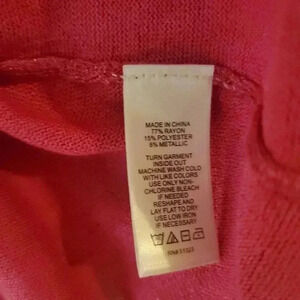 MADE IN CHINA
77% RAYON
15% POLYESTER
8% METALLIC
TURN GARMENT
INSIDE OUT
MACHINE WASH COLD
WITH LIKE COLORS
USE ONLY NON-
CHLORINE BLEACH
IF NEEDED
RESHAPE AND
LAY FLAT TO DRY
USE LOW IRON
IF NECESSARY